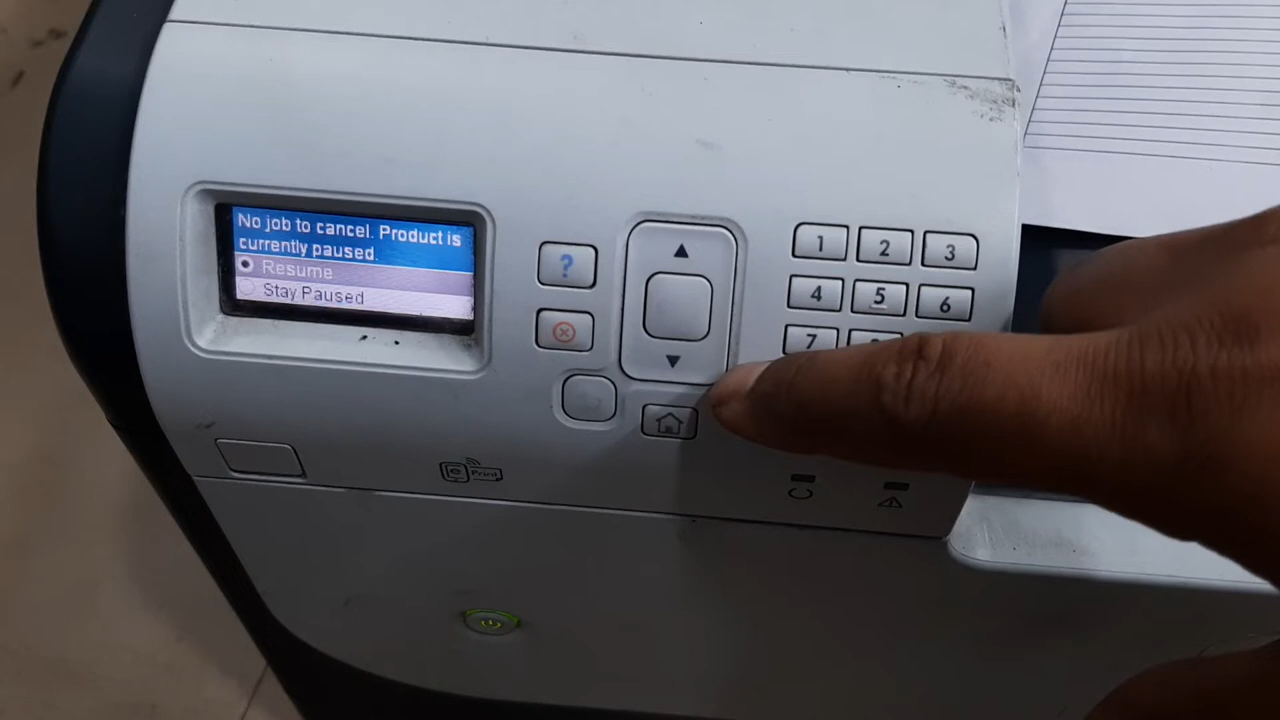 No job to cancel. Product is
currently paused.
Resume
Stay Paused
?
1 2 3
4 5 6
7
e Print